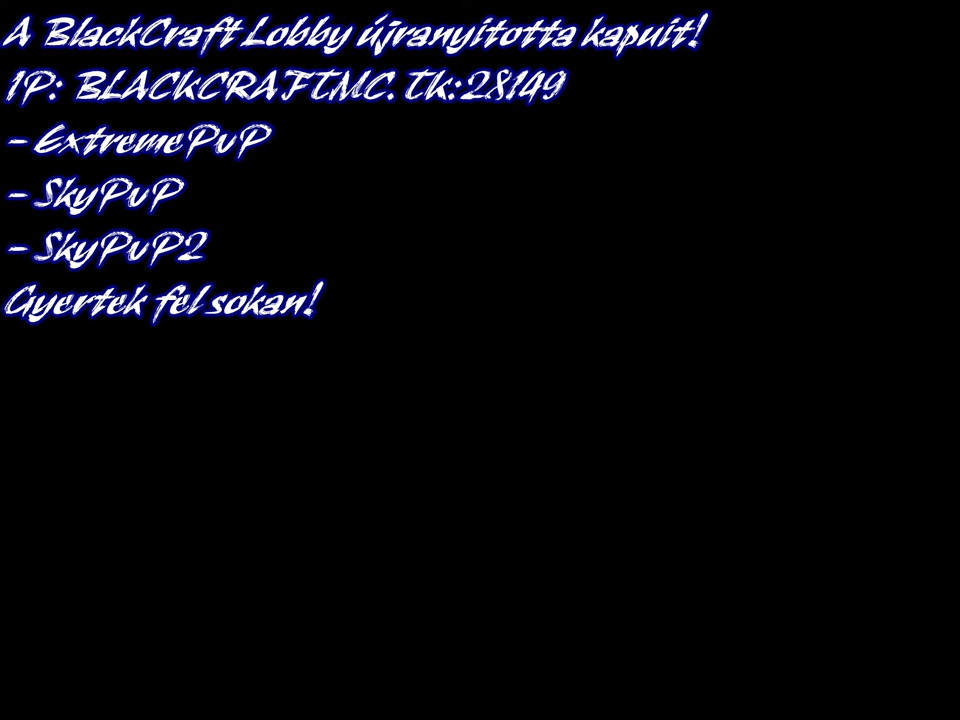 A BlackCraft Lobby újranyitotta kapuit!
IP: BLACKCRAFTMC.Tk:28149
- ExtremePvP
- SkyPvP
- SkyPvP2
Gyertek fel sokan!